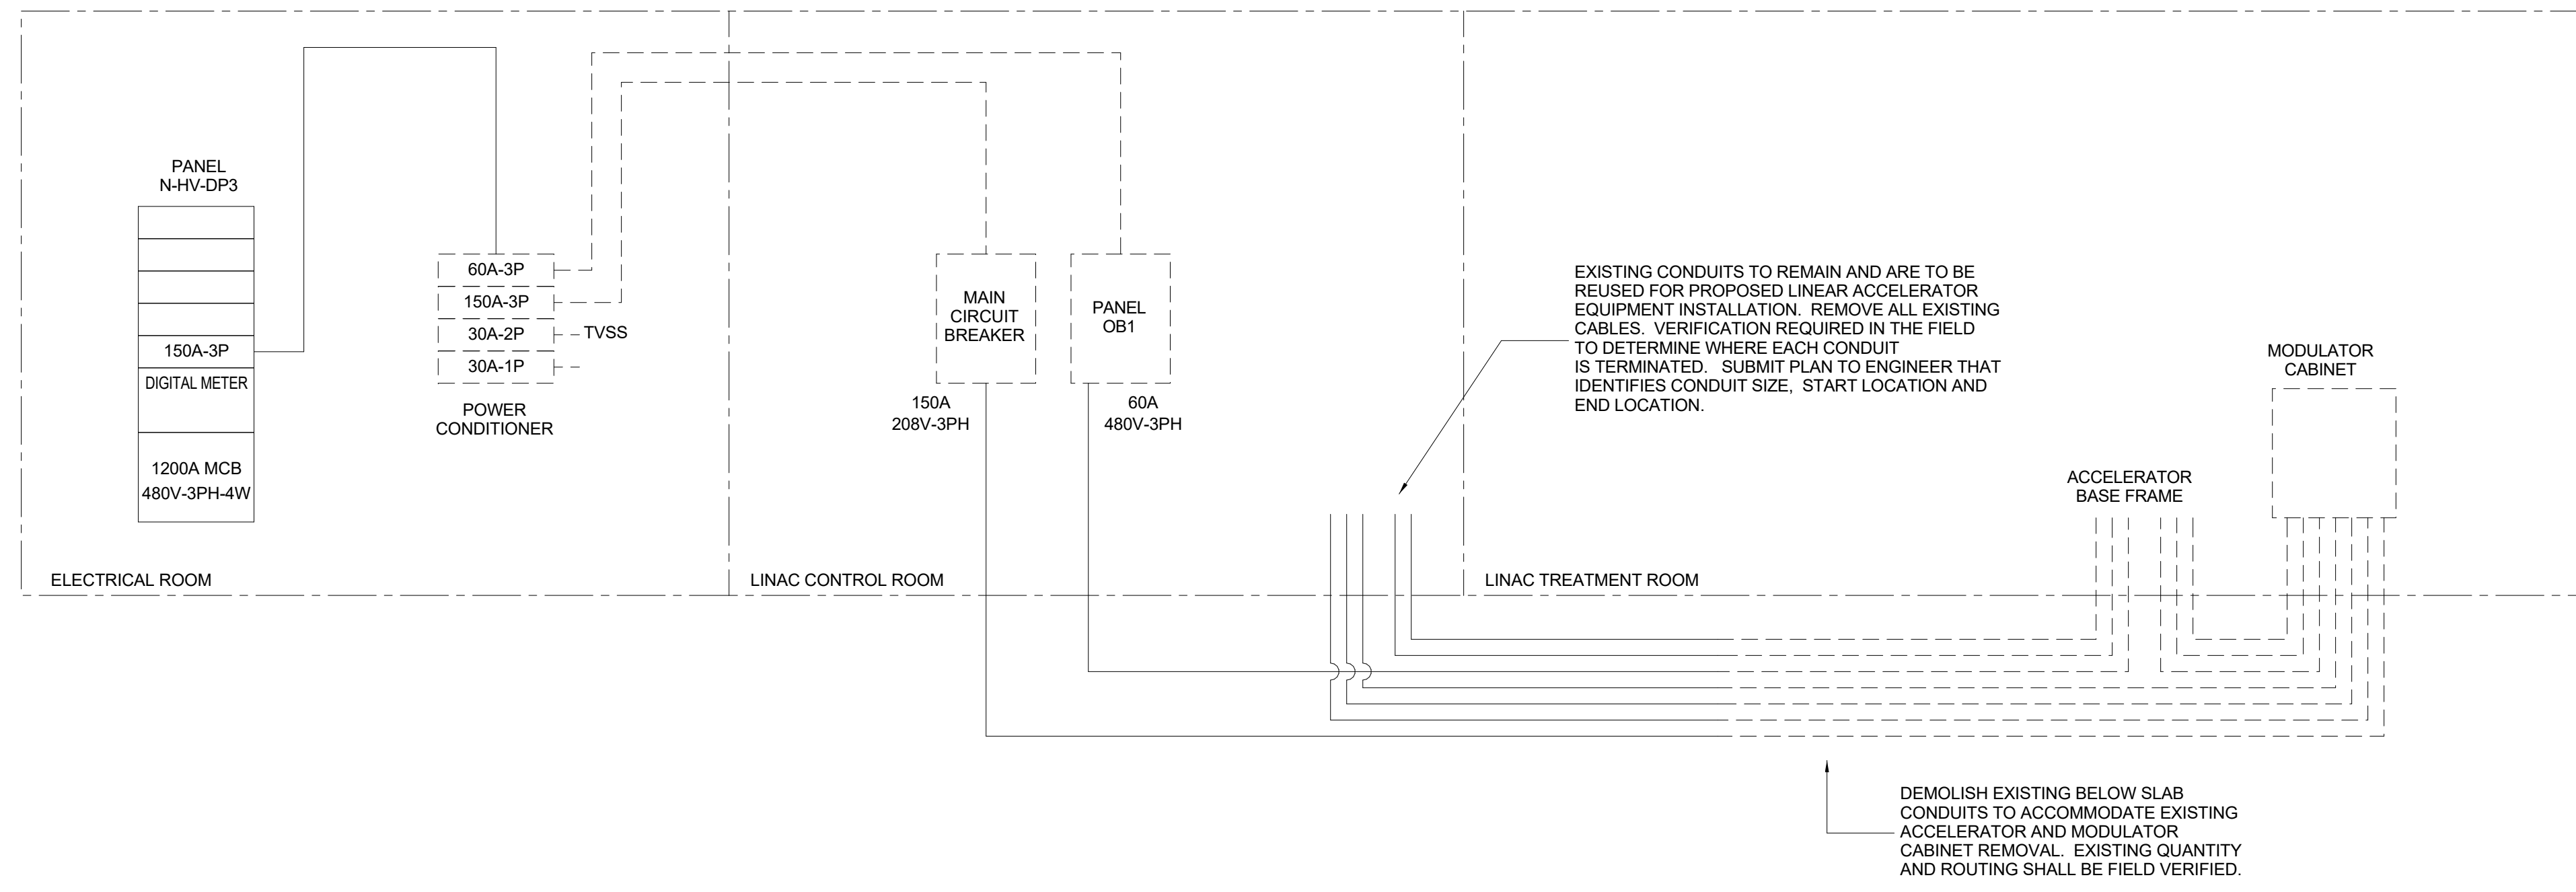 PANEL
N-HV-DP3
150A-3P
DIGITAL METER
1200A MCB
480V-3PH-4W
60A-3P
150A-3P
30A-2P
TVSS
30A-1P
POWER
CONDITIONER
ELECTRICAL ROOM
MAIN
CIRCUIT
BREAKER
150A
208V-3PH
PANEL
OB1
60A
480V-3PH
LINAC CONTROL ROOM
EXISTING CONDUITS TO REMAIN AND ARE TO BE
REUSED FOR PROPOSED LINEAR ACCELERATOR
EQUIPMENT INSTALLATION. REMOVE ALL EXISTING
CABLES. VERIFICATION REQUIRED IN THE FIELD
TO DETERMINE WHERE EACH CONDUIT
IS TERMINATED. SUBMIT PLAN TO ENGINEER THAT
IDENTIFIES CONDUIT SIZE, START LOCATION AND
END LOCATION.
MODULATOR
CABINET
ACCELERATOR
BASE FRAME
LINAC TREATMENT ROOM
DEMOLISH EXISTING BELOW SLAB
CONDUITS TO ACCOMMODATE EXISTING
ACCELERATOR AND MODULATOR
CABINET REMOVAL. EXISTING QUANTITY
AND ROUTING SHALL BE FIELD VERIFIED.